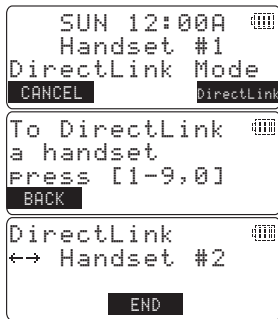 SUN 12:00A
Handset #1
DirectLink Mode
CANCEL DirectLink
To DirectLink
a handset
press [1-9,0]
BACK
DirectLink
←→ Handset #2
END